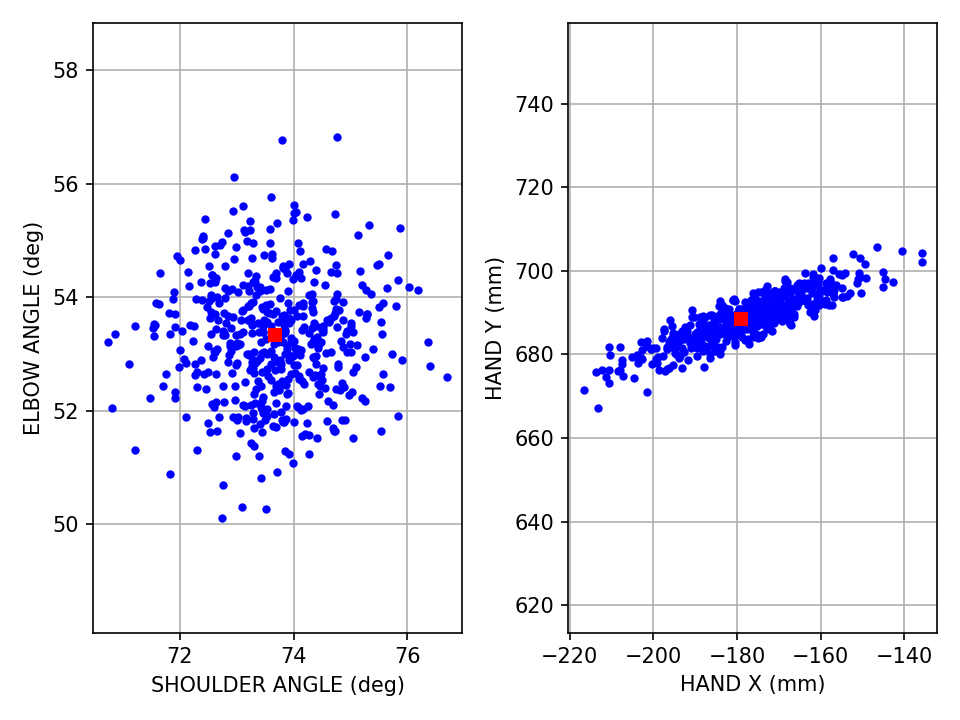 58
56
54
52
50
ELBOW ANGLE (deg)
72 74 76
SHOULDER ANGLE (deg)
740
720
700
680
660
640
620
HAND Y (mm)
−220 −200 −180 −160 −140
HAND X (mm)